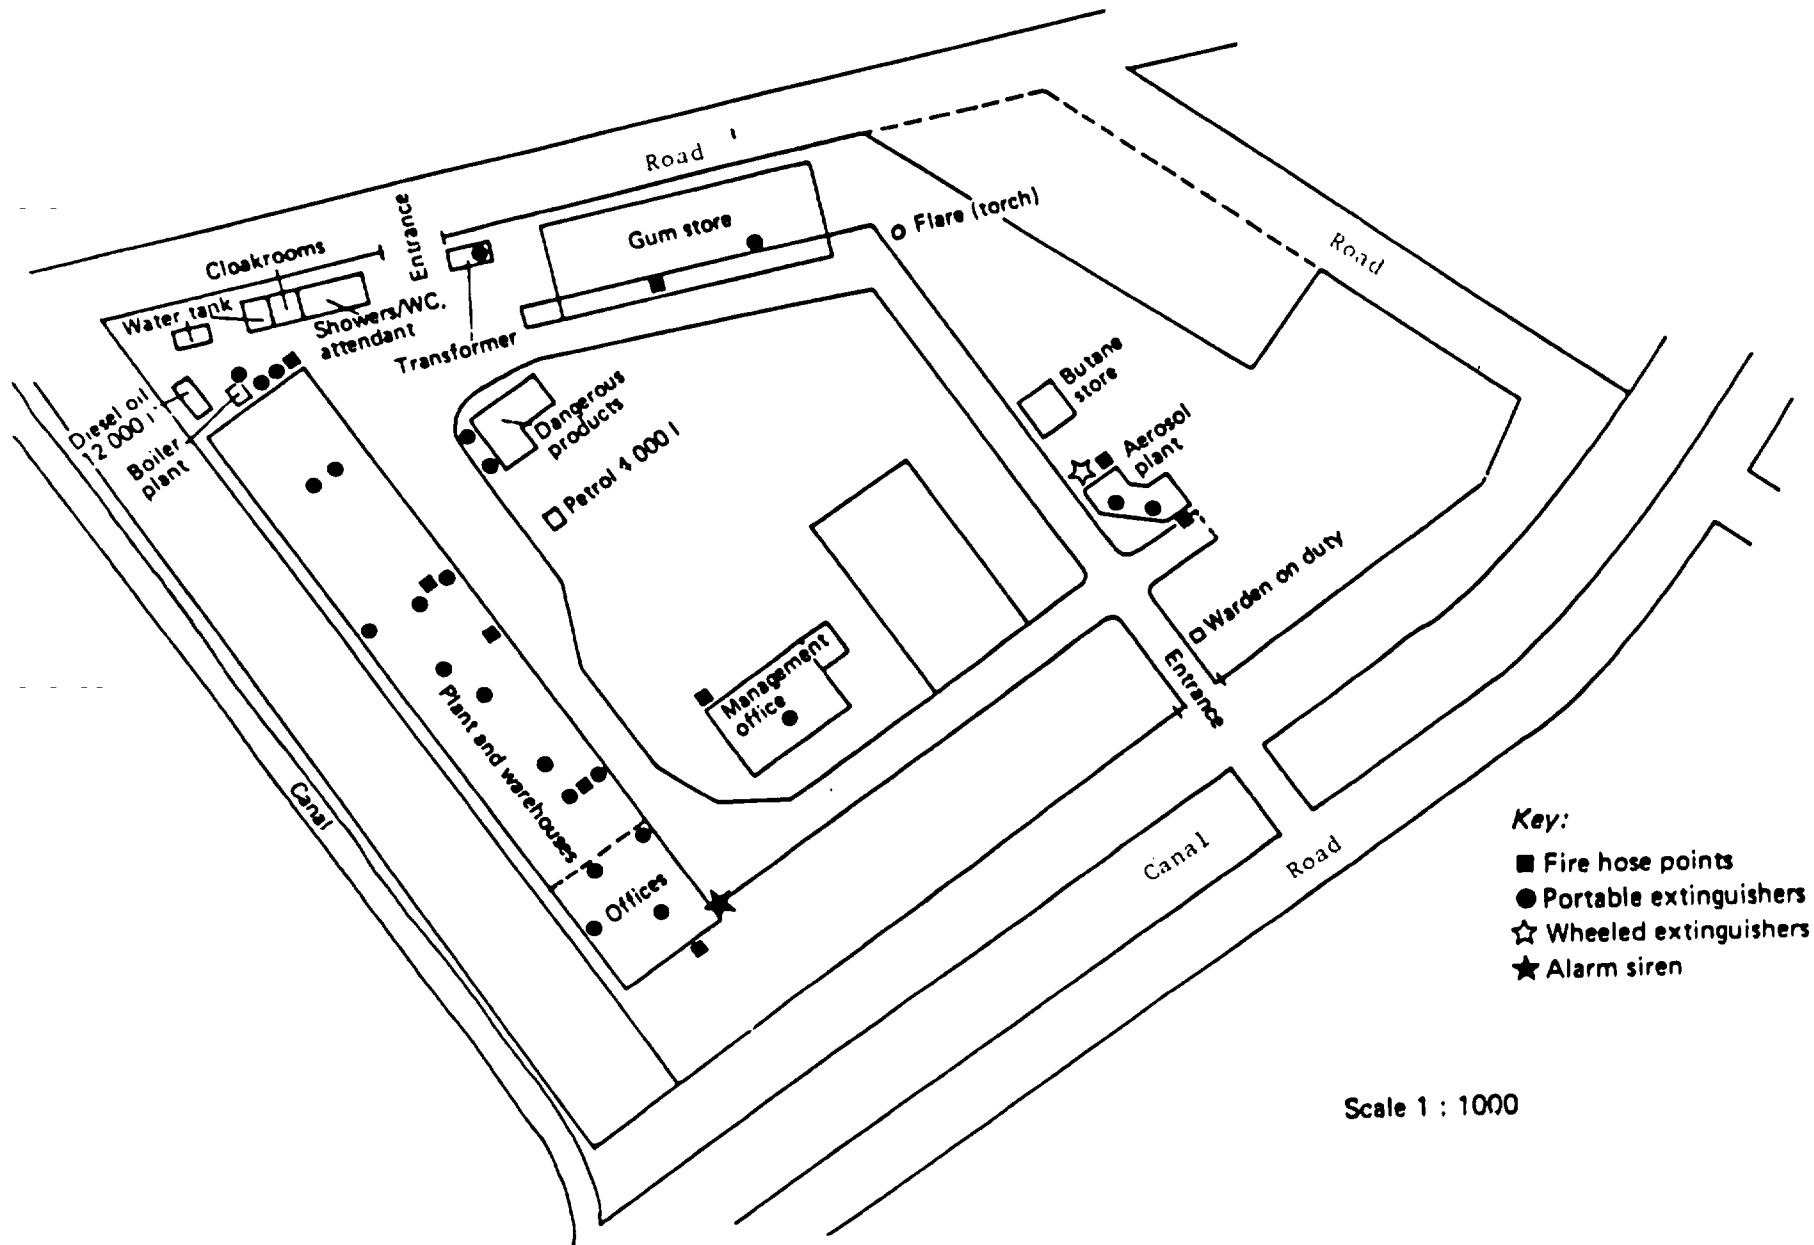 Road
Entrance
Gum store
Flare (torch)
Road
Cloakrooms
Water tank
Showers/WC,
attendant
Transformer
Diesel oil
12 000 l
Boiler
plant
Dangerous
products
Petrol 4 000 l
Butane
store
Aerosol
plant
Warden on duty
Entrance
Management
office
Plant and warehouses
Offices
Canal
Canal
Road
Key:
Fire hose points
Portable extinguishers
Wheeled extinguishers
Alarm siren
Scale 1 : 1000